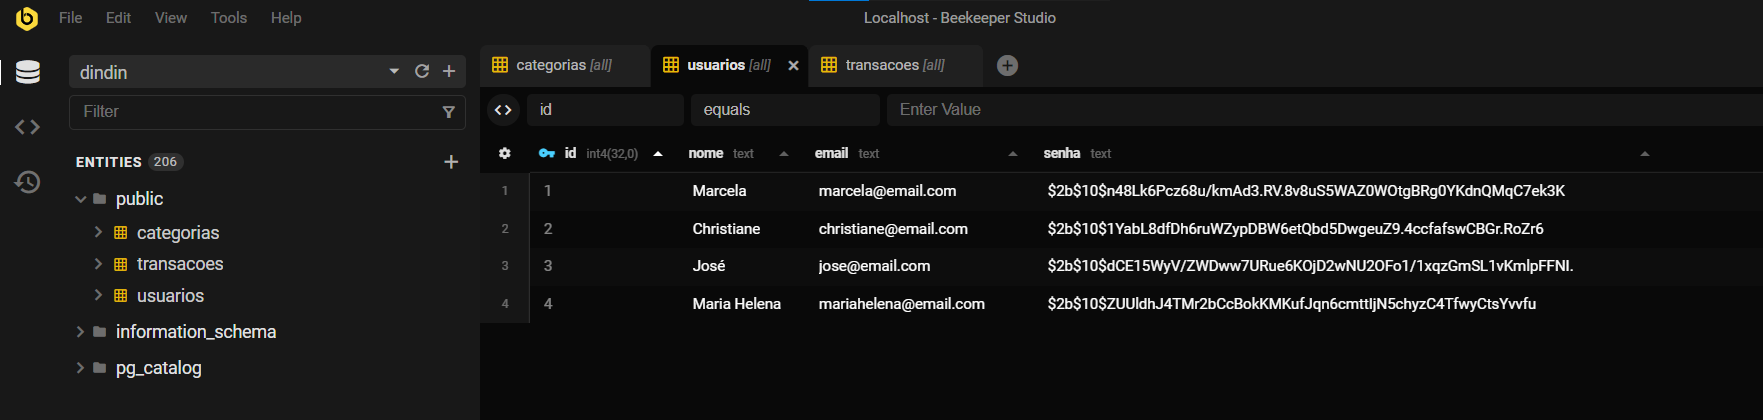 File Edit View Tools Help
Localhost - Beekeeper Studio
dindin
Filter
ENTITIES 206
public
categorias
transacoes
usuarios
information_schema
pg_catalog
categorias [all] usuarios [all] transacoes [all]
id equals Enter Value
id int4(32,0) nome text email text senha text
1 1 Marcela marcela@email.com $2b$10$n48Lk6Pcz68u/kmAd3.RV.8v8uS5WAZ0WOtgBRg0YKdnQMqC7ek3K
2 2 Christiane christiane@email.com $2b$10$1YabL8dfDh6ruWZypDBW6etQbd5DwgeuZ9.4ccfafswCBGr.RoZr6
3 3 José jose@email.com $2b$10$dCE15WyV/ZWDww7URue6KOjD2wNU2OFo1/1xqzGmSL1vKmlpFFNI.
4 4 Maria Helena mariahelena@email.com $2b$10$ZUUldhJ4TMr2bCcBokKMKufJqn6cmttIjN5chyzC4TfwyCtsYvvfu